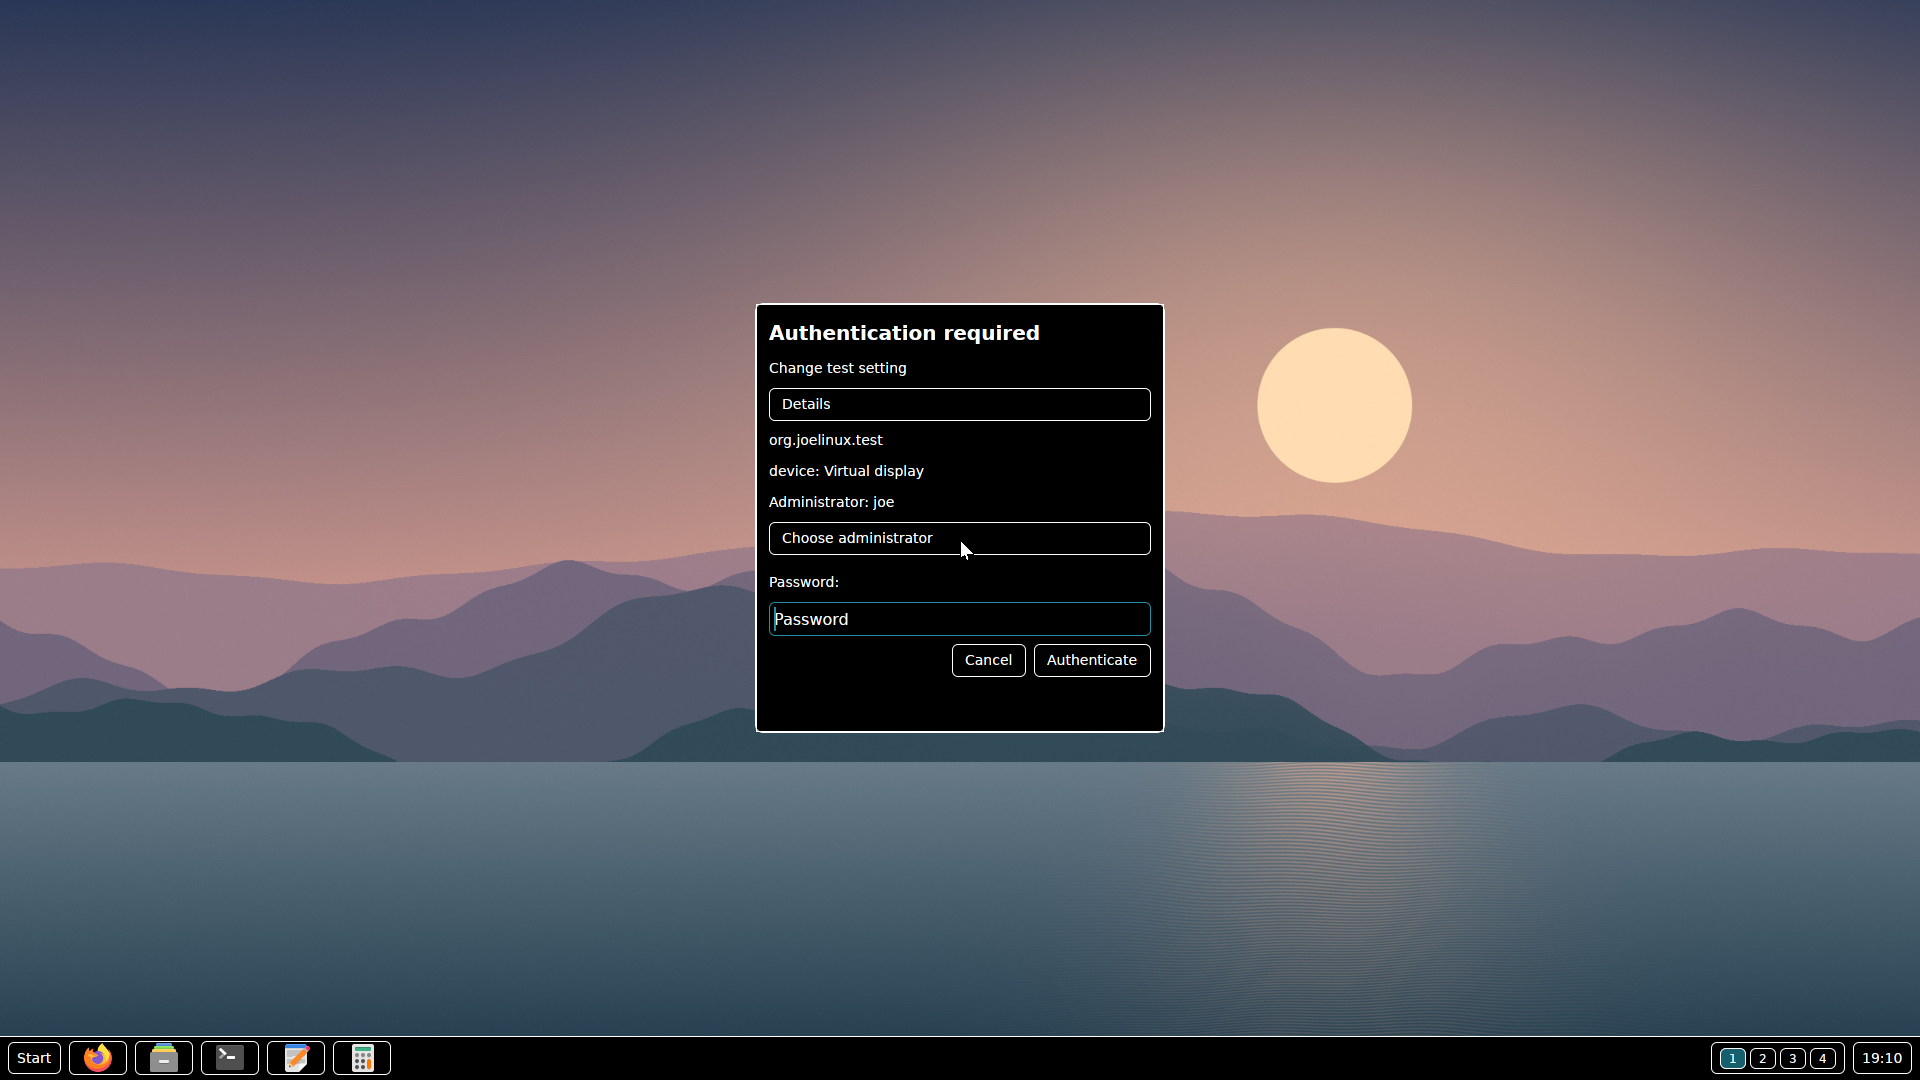 Authentication required
Change test setting
Details
org.joelinux.test
device: Virtual display
Administrator: joe
Choose administrator
Password:
Password
Cancel Authenticate
Start 1 2 3 4 19:10